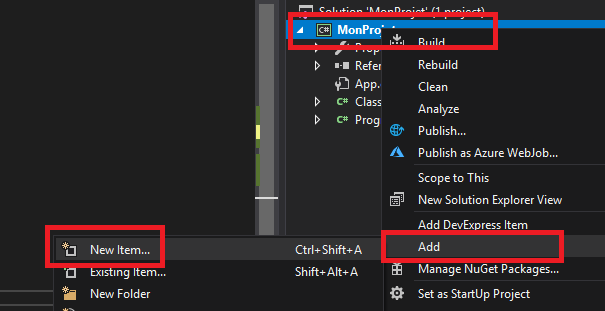 Solution 'MonProjet' (1 project)
MonProjet
Build
Rebuild
Clean
Analyze
Publish...
Publish as Azure WebJob...
Scope to This
New Solution Explorer View
Add DevExpress Item
Add
Manage NuGet Packages...
Set as StartUp Project
Prop
Refer
App.
C# Class
C# Prog
New Item... Ctrl+Shift+A
Existing Item... Shift+Alt+A
New Folder